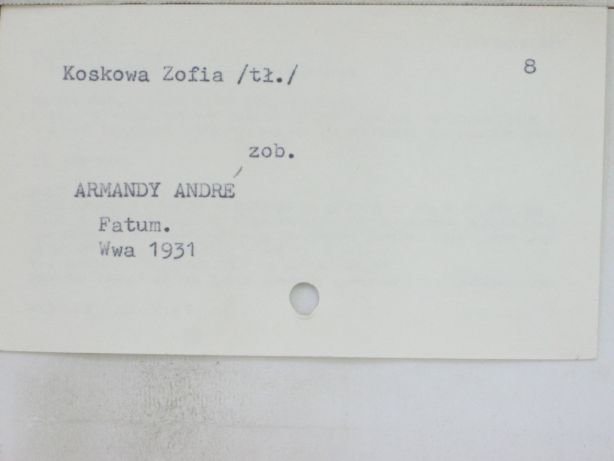 Koskowa Zofia /tł./ 8
zob.
ARMANDY ANDRÉ
Fatum.
Wwa 1931